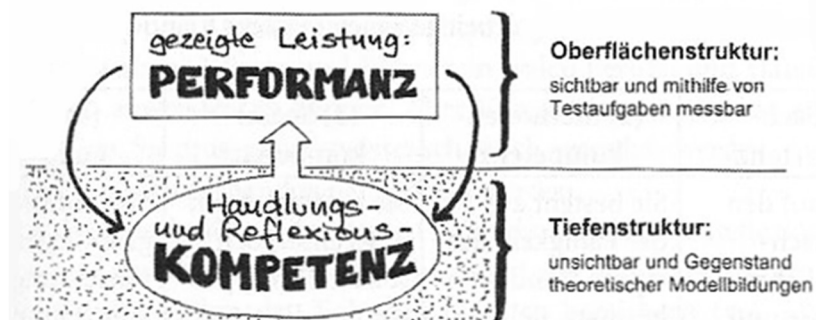 gezeigte Leistung:
PERFORMANZ
Oberflächenstruktur:
sichtbar und mithilfe von
Testaufgaben messbar
Handlungs-
und Reflexions-
KOMPETENZ
Tiefenstruktur:
unsichtbar und Gegenstand
theoretischer Modellbildungen